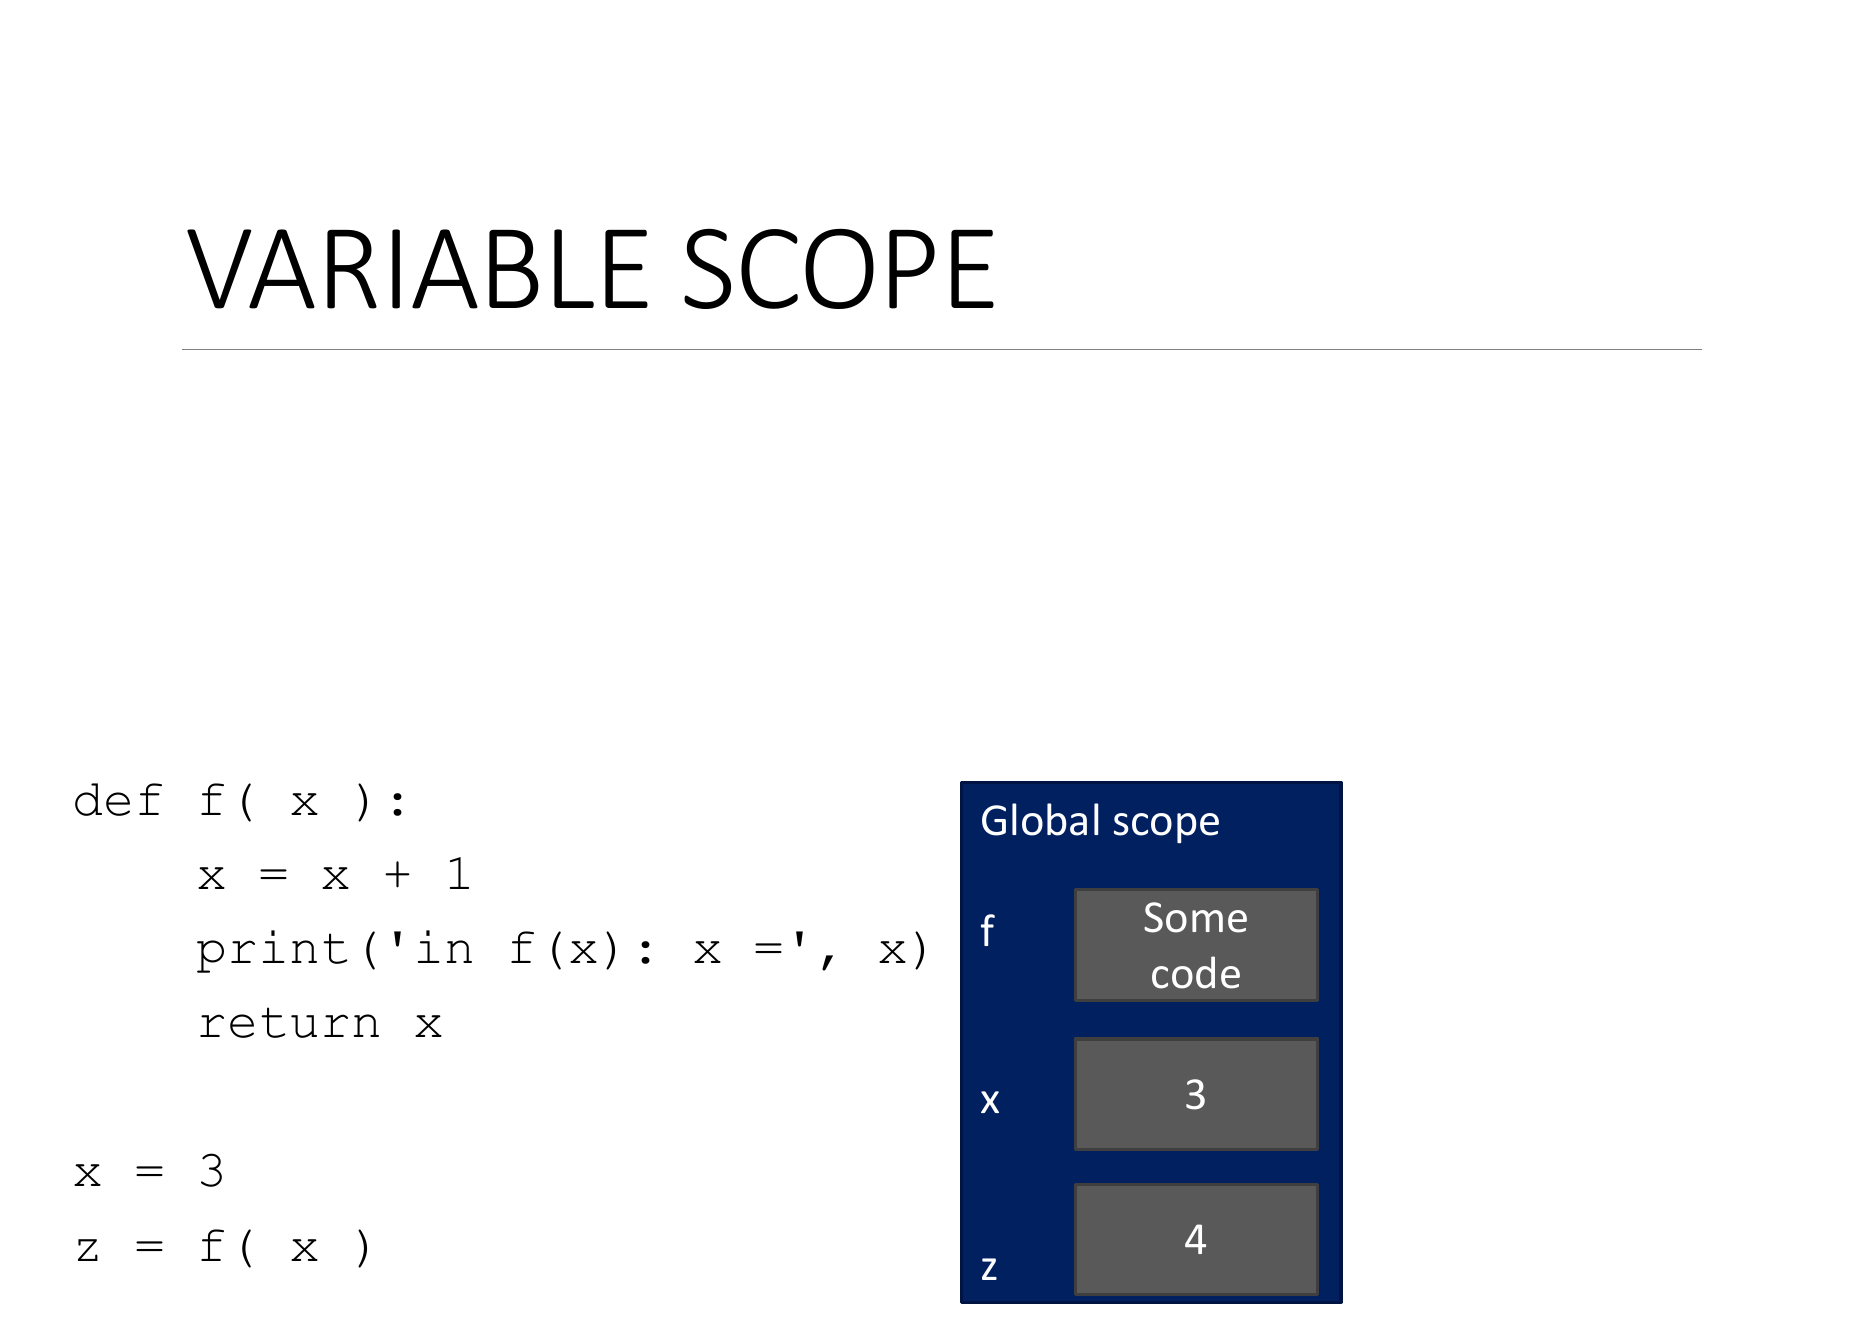 VARIABLE SCOPE
def f( x ):
    x = x + 1
    print('in f(x): x =', x)
    return x
x = 3
z = f( x )
Global scope
f
Some
code
x
3
z
4